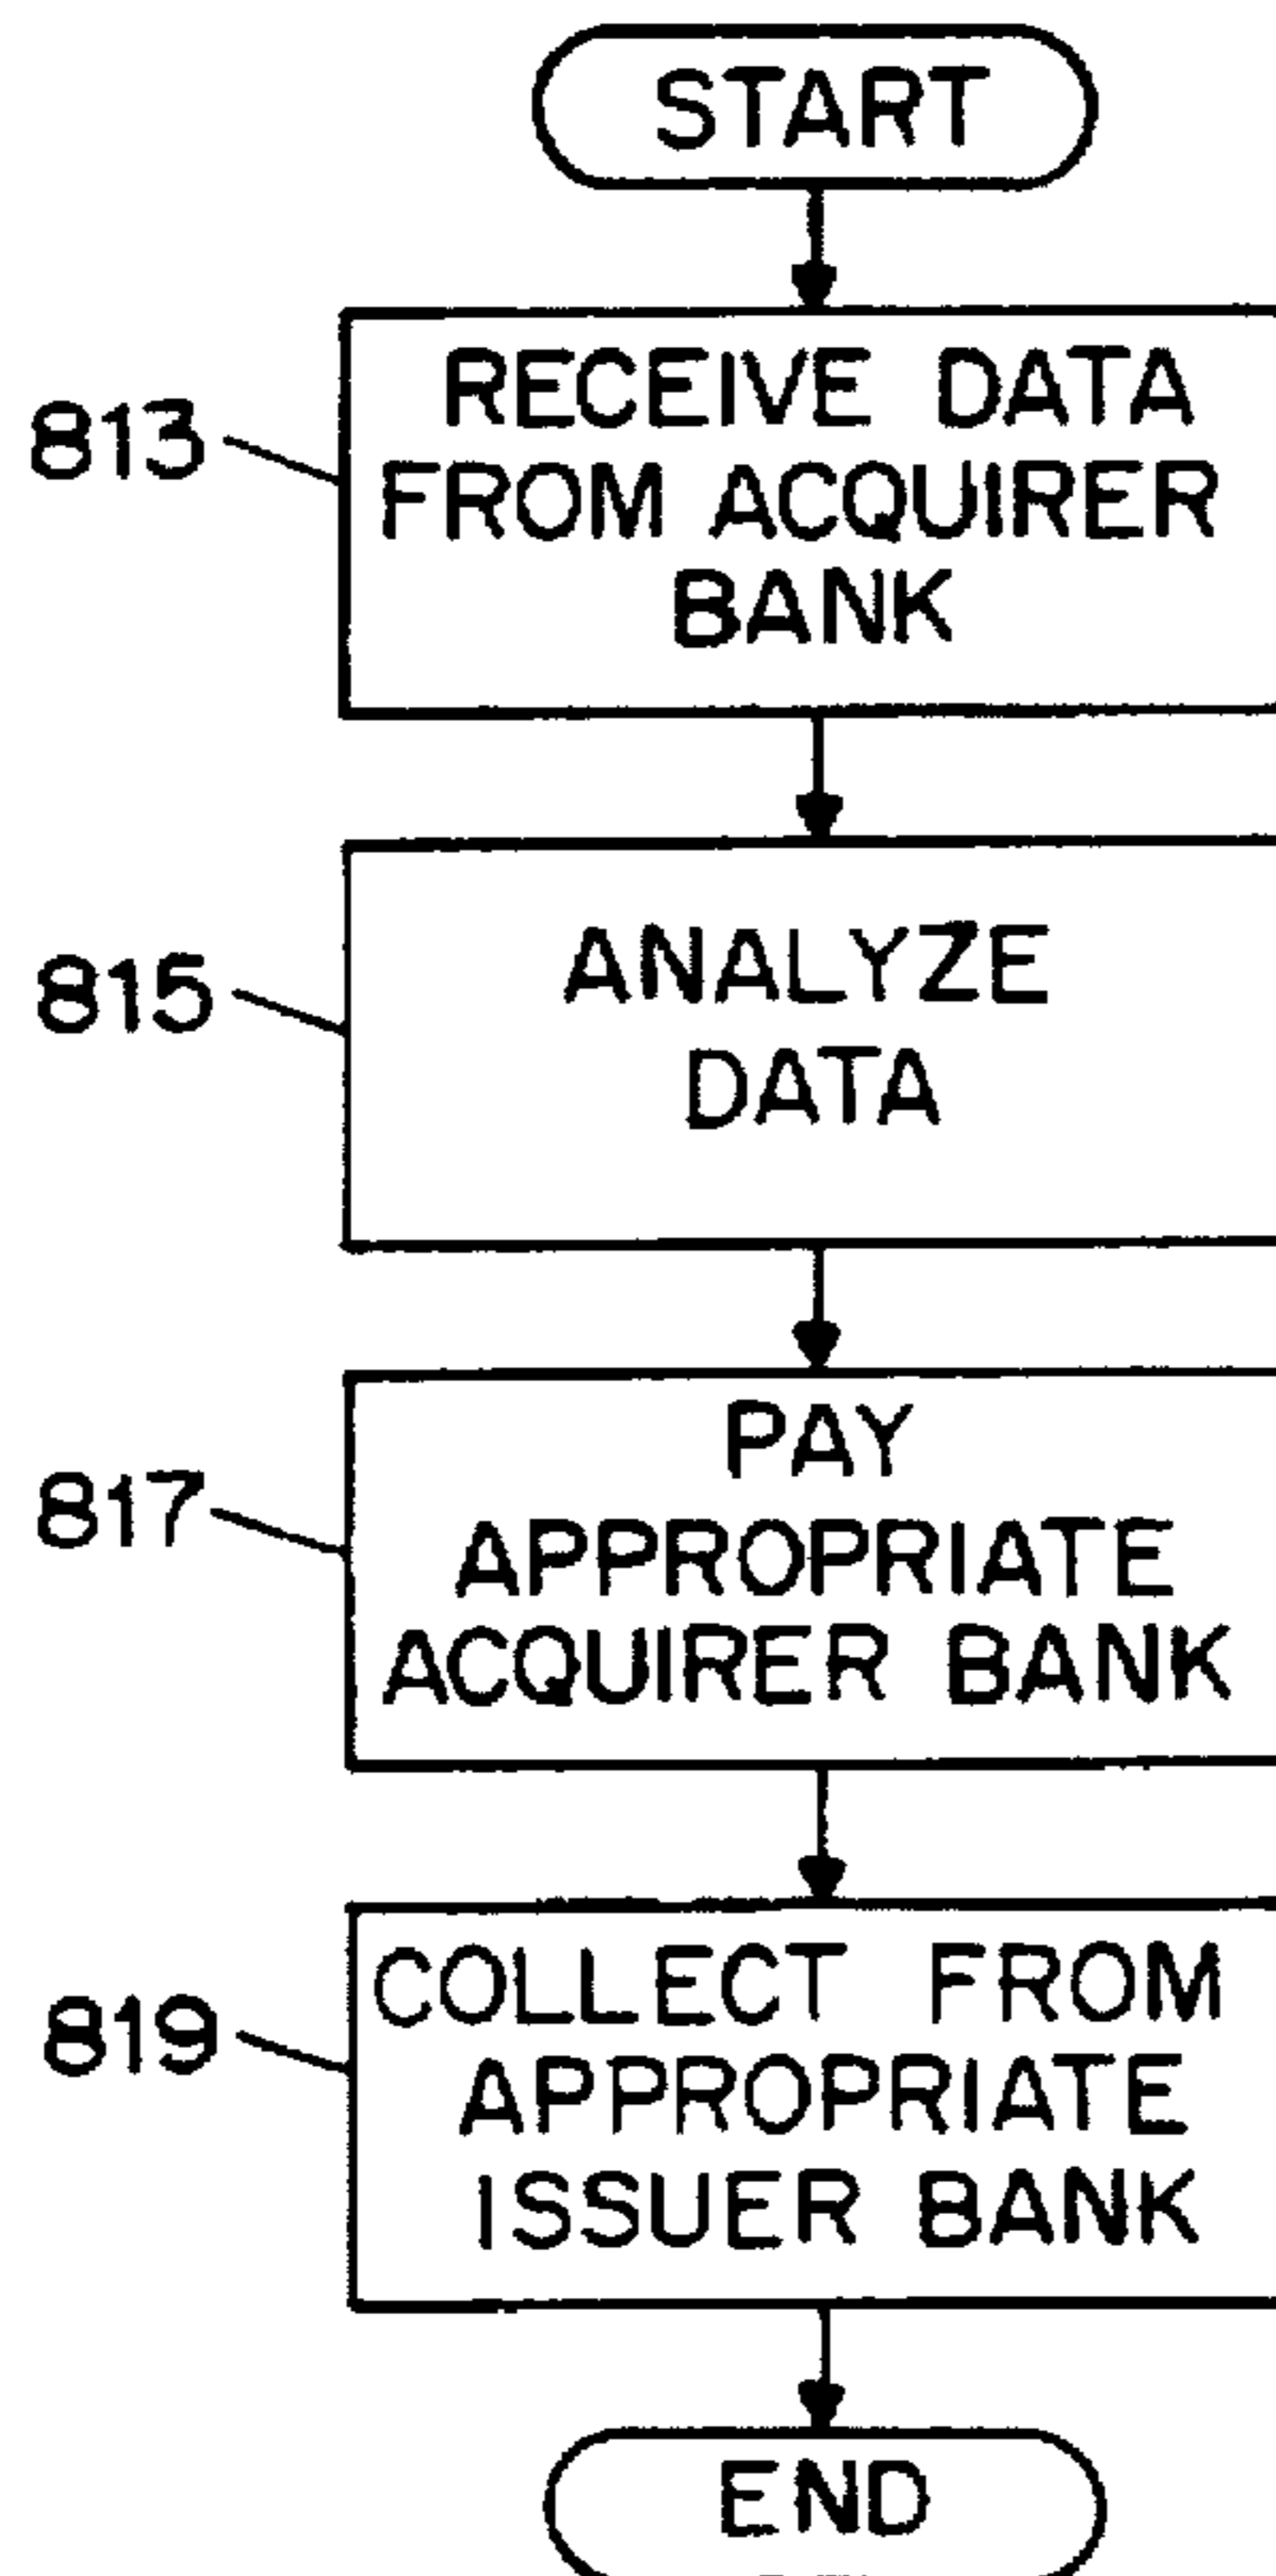 START
813
RECEIVE DATA
FROM ACQUIRER
BANK
815
ANALYZE
DATA
817
PAY
APPROPRIATE
ACQUIRER BANK
819
COLLECT FROM
APPROPRIATE
ISSUER BANK
END